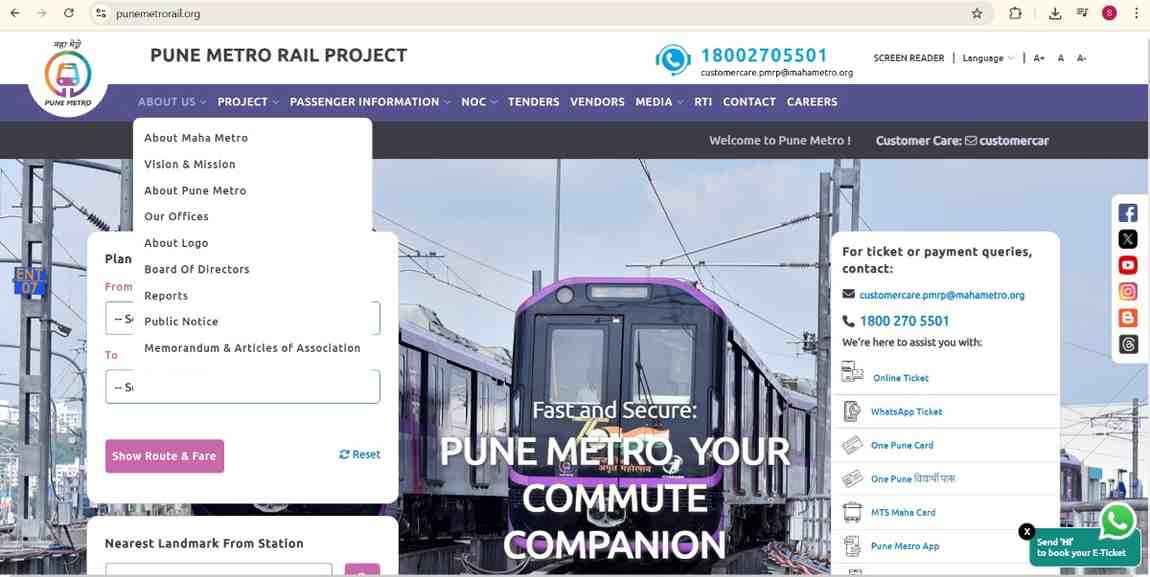 punemetrorail.org
S
महा मेट्रो
PUNE METRO
PUNE METRO RAIL PROJECT
18002705501
customercare.pmrp@mahametro.org
SCREEN READER | Language | A+ A A-
ABOUT US PROJECT PASSENGER INFORMATION NOC TENDERS VENDORS MEDIA RTI CONTACT CAREERS
Welcome to Pune Metro ! Customer Care: customercar
About Maha Metro
Vision & Mission
About Pune Metro
Our Offices
About Logo
Board Of Directors
Reports
Public Notice
Memorandum & Articles of Association
Plan
From
-- Se
To
-- Se
Show Route & Fare
Reset
Nearest Landmark From Station
ENT
07
75
अमृत महोत्सव
Fast and Secure:
PUNE METRO, YOUR
COMMUTE
COMPANION
For ticket or payment queries,
contact:
customercare.pmrp@mahametro.org
1800 270 5501
We're here to assist you with:
Online Ticket
WhatsApp Ticket
One Pune Card
One Pune विद्यार्थी पास
MTS Maha Card
Pune Metro App
X
Send 'Hi'
to book your E-Ticket